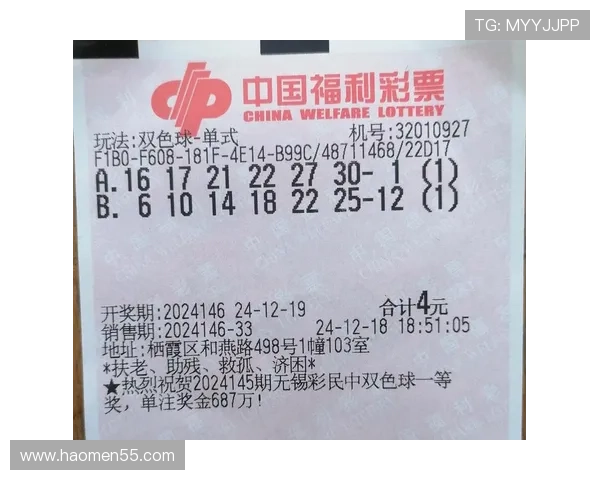 TG: MYYJJPP
中国福利彩票
CHINA WELFARE LOTTERY
玩法:双色球-单式 机号:32010927
F1B0-F608-181F-4E14-B99C/48711468/22D17
A.16 17 21 22 27 30- 1 (1)
B. 6 10 14 18 22 25-12 (1)
开奖期:2024146 24-12-19 合计4元
销售期:2024146-33 24-12-18 18:51:05
地址:栖霞区和燕路498号1幢103室
*扶老、助残、救孤、济困*
★热烈祝贺2024145期无锡彩民中双色球一等
奖,单注奖金687万!
www.haomen55.com